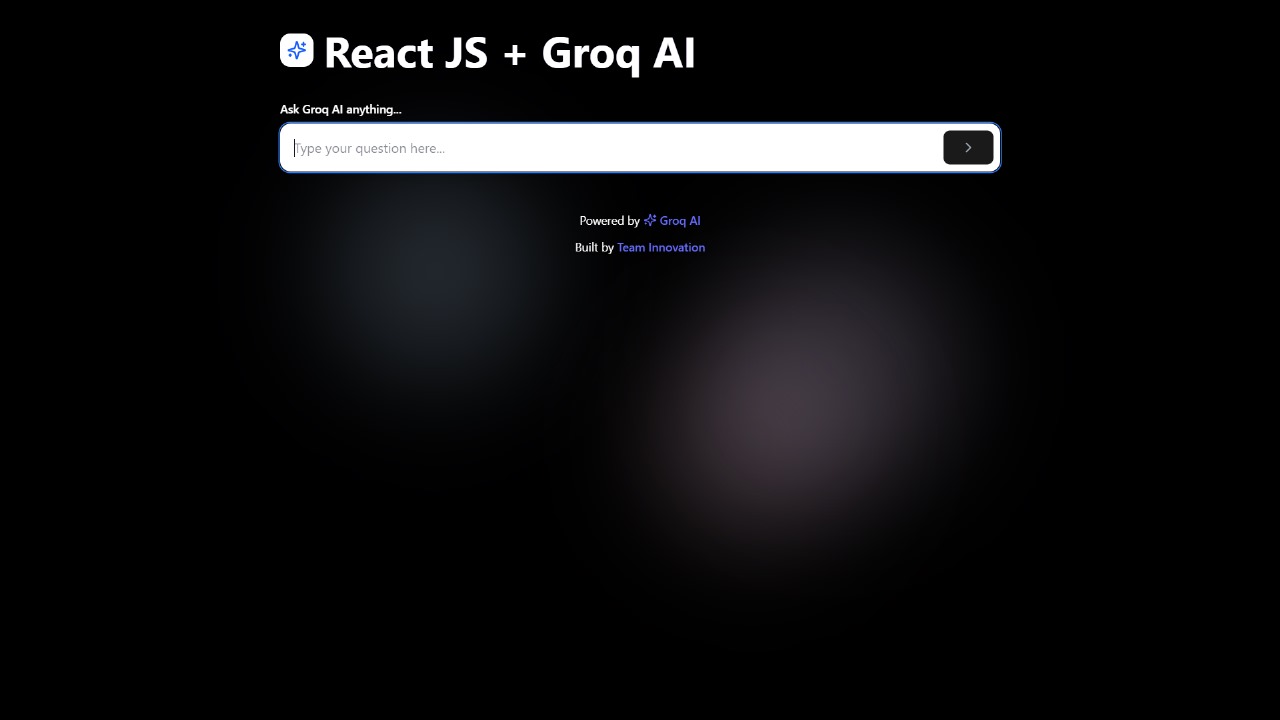 React JS + Groq AI
Ask Groq AI anything...
Type your question here...
Powered by Groq AI
Built by Team Innovation